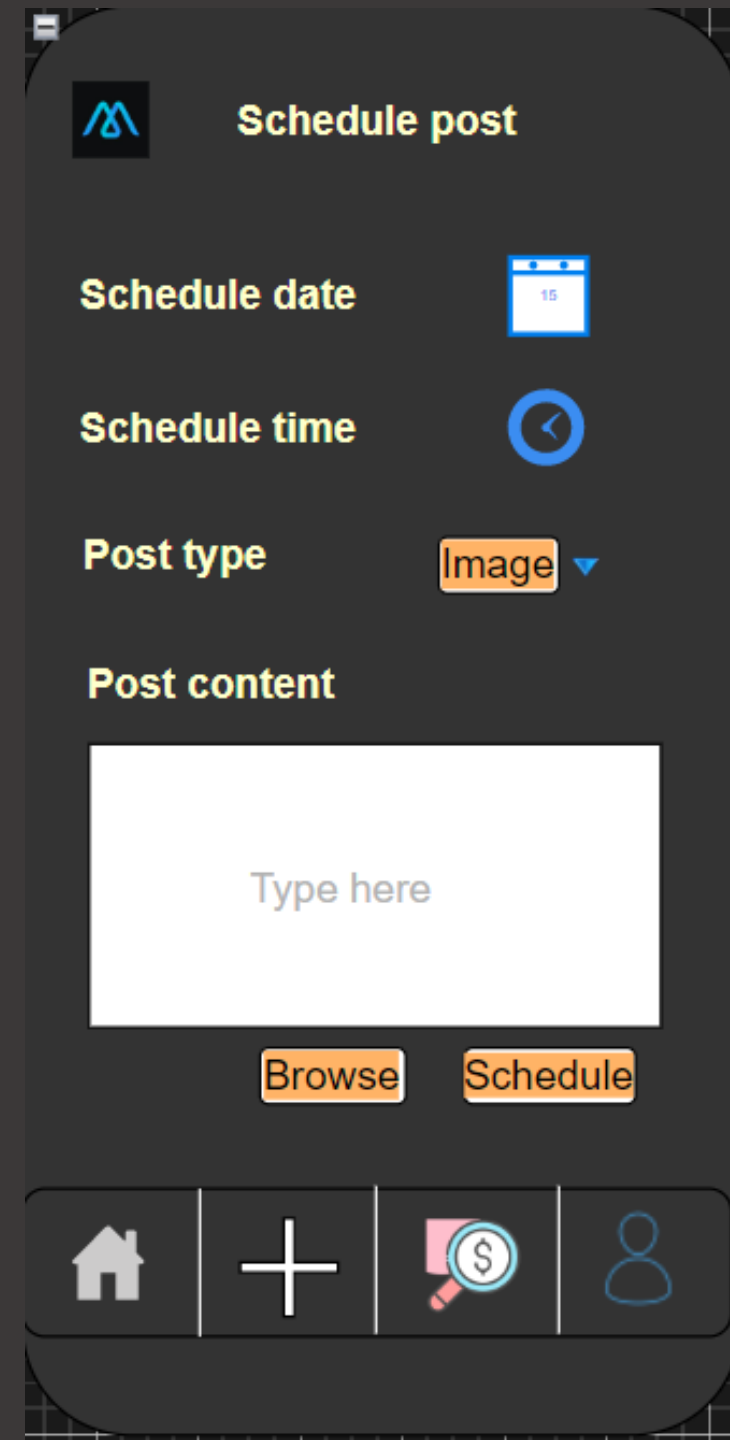 Schedule post
Schedule date
15
Schedule time
Post type
Image
Post content
Type here
Browse
Schedule
$